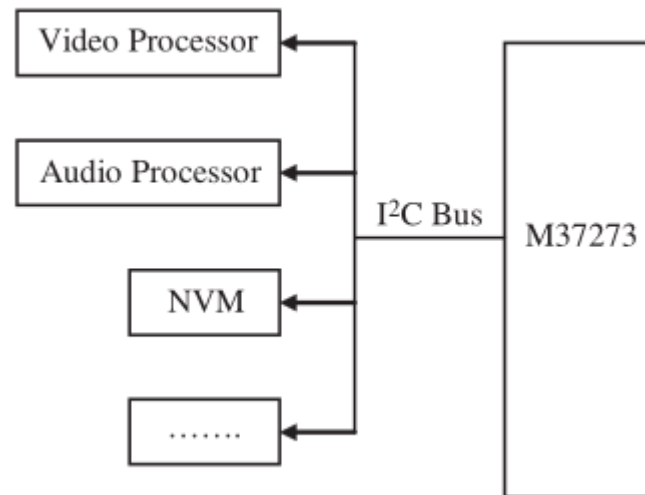 Video Processor
Audio Processor
I²C Bus
M37273
NVM
.......